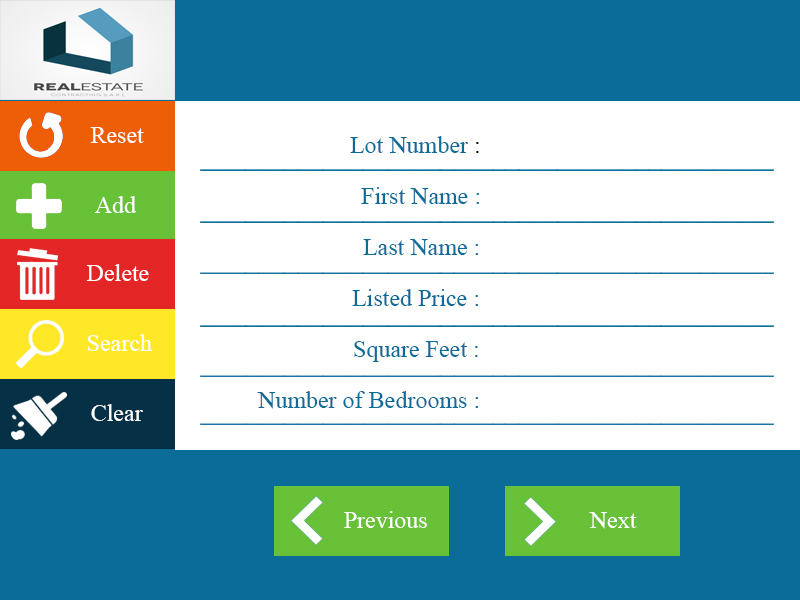 REALESTATE
CONTRACTING S.A.R.L
Reset
Add
Delete
Search
Clear
Lot Number :
First Name :
Last Name :
Listed Price :
Square Feet :
Number of Bedrooms :
Previous
Next